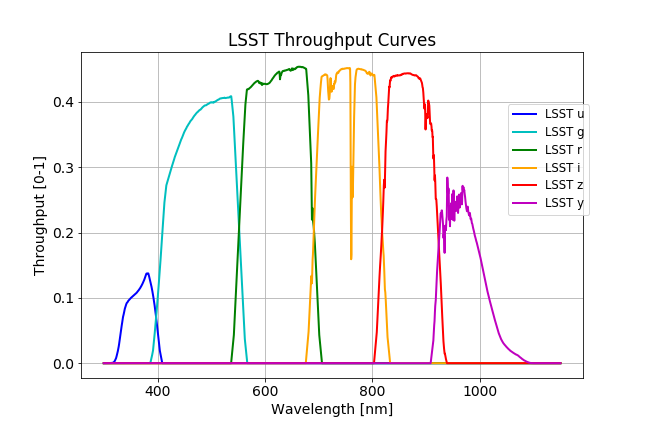 LSST Throughput Curves
Throughput [0-1]
0.4
0.3
0.2
0.1
0.0
LSST u
LSST g
LSST r
LSST i
LSST z
LSST y
400 600 800 1000
Wavelength [nm]